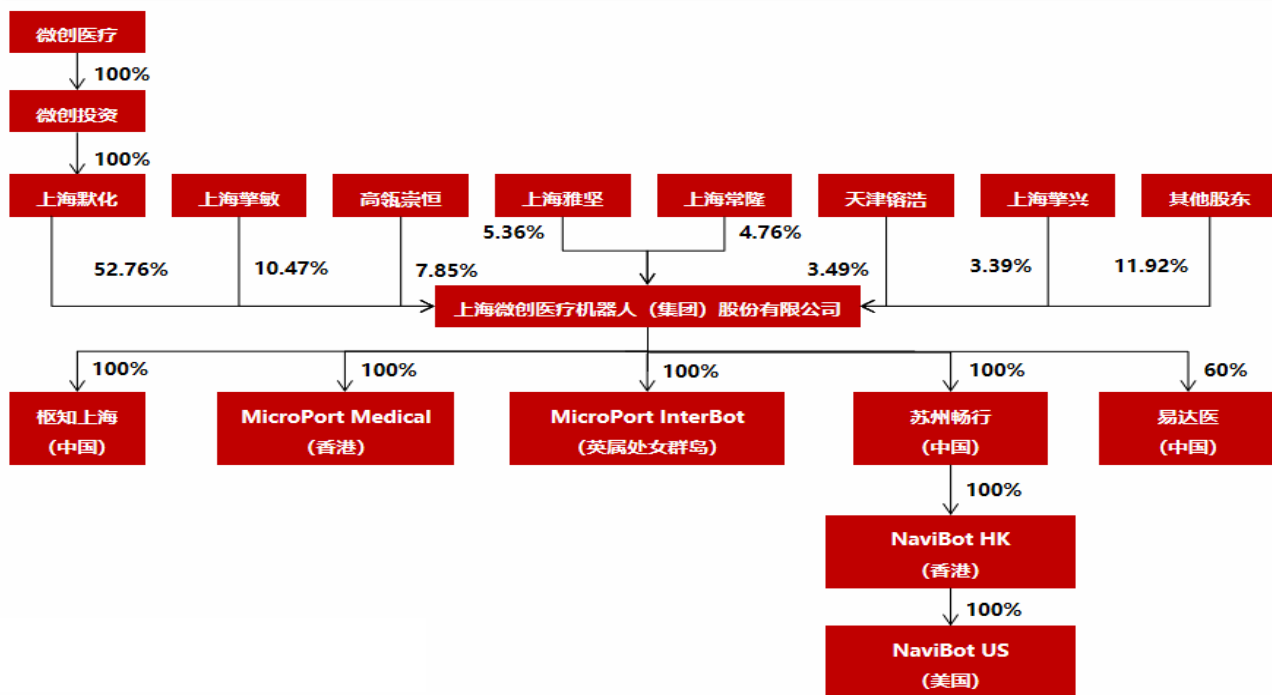 微创医疗
100%
微创投资
100%
上海默化
上海擎敏
高瓴崇恒
上海雅坚
上海常隆
天津镕浩
上海擎兴
其他股东
5.36%
4.76%
52.76%
10.47%
7.85%
3.49%
3.39%
11.92%
上海微创医疗机器人（集团）股份有限公司
100%
100%
100%
100%
60%
枢知上海
（中国）
MicroPort Medical
（香港）
MicroPort InterBot
（英属处女群岛）
苏州畅行
（中国）
易达医
（中国）
100%
NaviBot HK
（香港）
100%
NaviBot US
（美国）